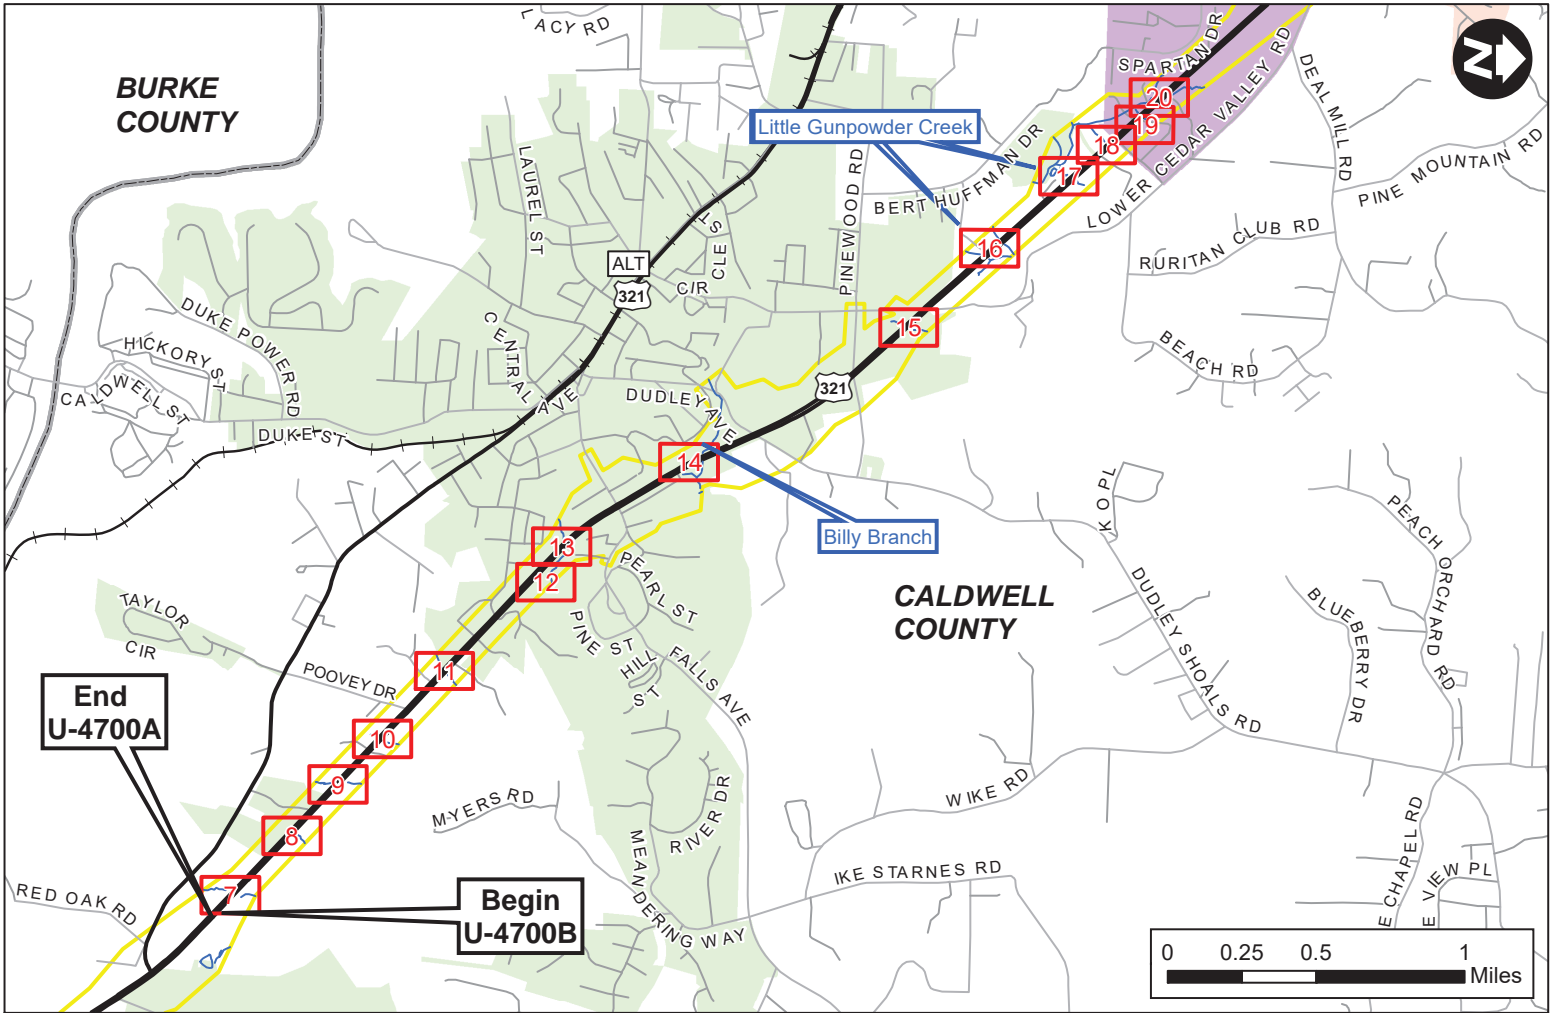 LACY RD
SPARTAN DR
N
BURKE
COUNTY
DEAL MILL RD
LOWER CEDAR VALLEY RD
20
19
18
17
16
15
Little Gunpowder Creek
BERT HUFFMAN DR
PINEWOOD RD
PINE MOUNTAIN RD
LAUREL ST
CLE ST
RURITAN CLUB RD
ALT
321
CIR
DUKE POWER RD
HICKORY ST
CALDWELL ST
CENTRAL AVE
BEACH RD
321
DUDLEY AVE
DUKE ST
14
KO PL
PEACH ORCHARD RD
Billy Branch
13
12
PEARL ST
CALDWELL
COUNTY
DUDLEY SHOALS RD
BLUEBERRY DR
TAYLOR
CIR
PINE
ST
HILL
ST
FALLS AVE
POOVEY DR
11
10
9
8
7
End
U-4700A
MYERS RD
RIVER DR
WIKE RD
MEANDERING WAY
IKE STARNES RD
E CHAPEL RD
E VIEW PL
RED OAK RD
Begin
U-4700B
0 0.25 0.5 1
Miles